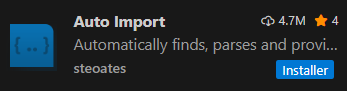 {..}
Auto Import 4.7M 4
Automatically finds, parses and provi...
steoates Installer